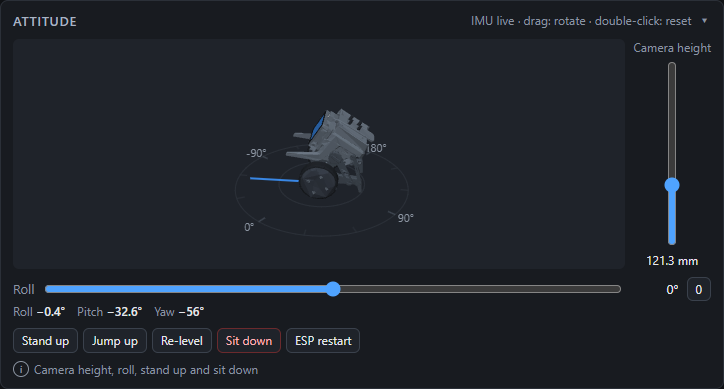 ATTITUDE
IMU live · drag: rotate · double-click: reset ▾
Camera height
-90°
180°
90°
0°
121.3 mm
Roll
0°
0
Roll −0.4° Pitch −32.6° Yaw −56°
Stand up
Jump up
Re-level
Sit down
ESP restart
i Camera height, roll, stand up and sit down